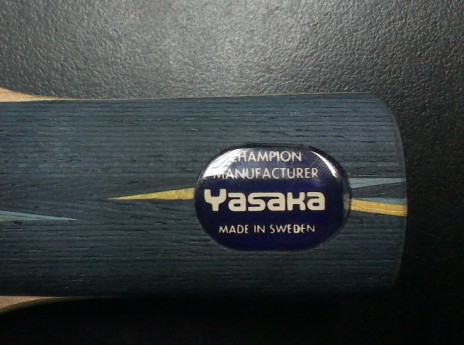 CHAMPION
MANUFACTURER
Yasaka
MADE IN SWEDEN